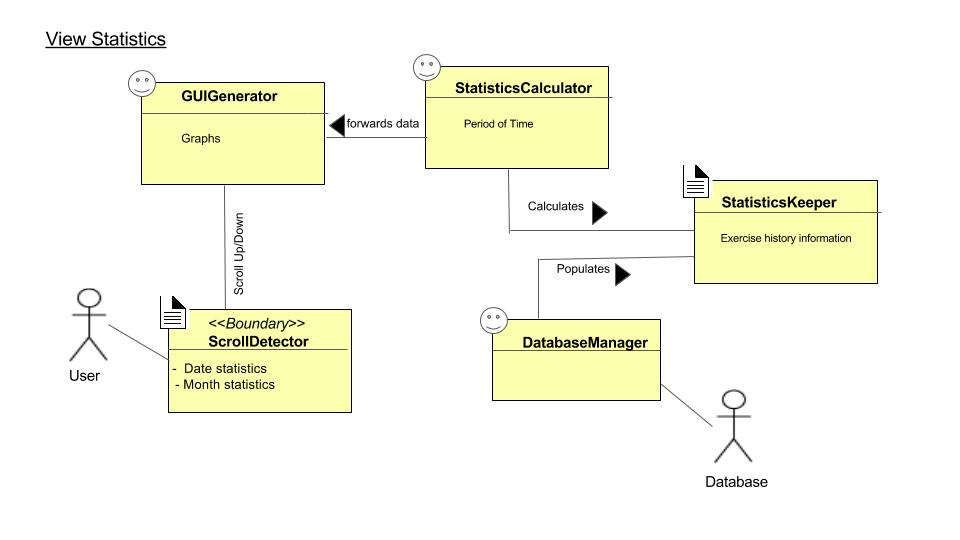 View Statistics
GUIGenerator
Graphs
forwards data
StatisticsCalculator
Period of Time
Calculates
StatisticsKeeper
Exercise history information
Populates
Scroll Up/Down
<<Boundary>>
ScrollDetector
- Date statistics
- Month statistics
User
DatabaseManager
Database